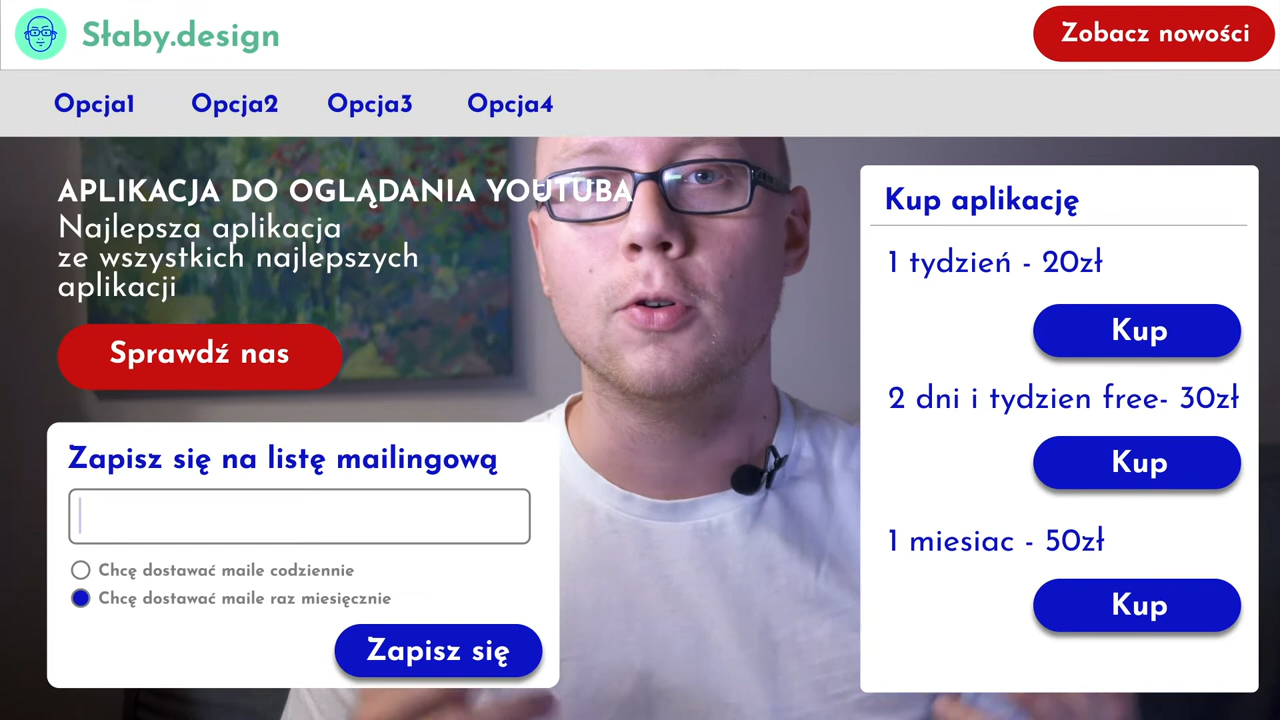 Słaby.design
Zobacz nowości
Opcja1
Opcja2
Opcja3
Opcja4
APLIKACJA DO OGLĄDANIA YOUTUBA
Najlepsza aplikacja
ze wszystkich najlepszych
aplikacji
Sprawdź nas
Zapisz się na listę mailingową
Chcę dostawać maile codziennie
Chcę dostawać maile raz miesięcznie
Zapisz się
Kup aplikację
1 tydzień - 20zł
Kup
2 dni i tydzien free- 30zł
Kup
1 miesiac - 50zł
Kup